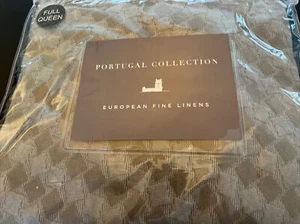 FULL
QUEEN
PORTUGAL COLLECTION
EUROPEAN FINE LINENS